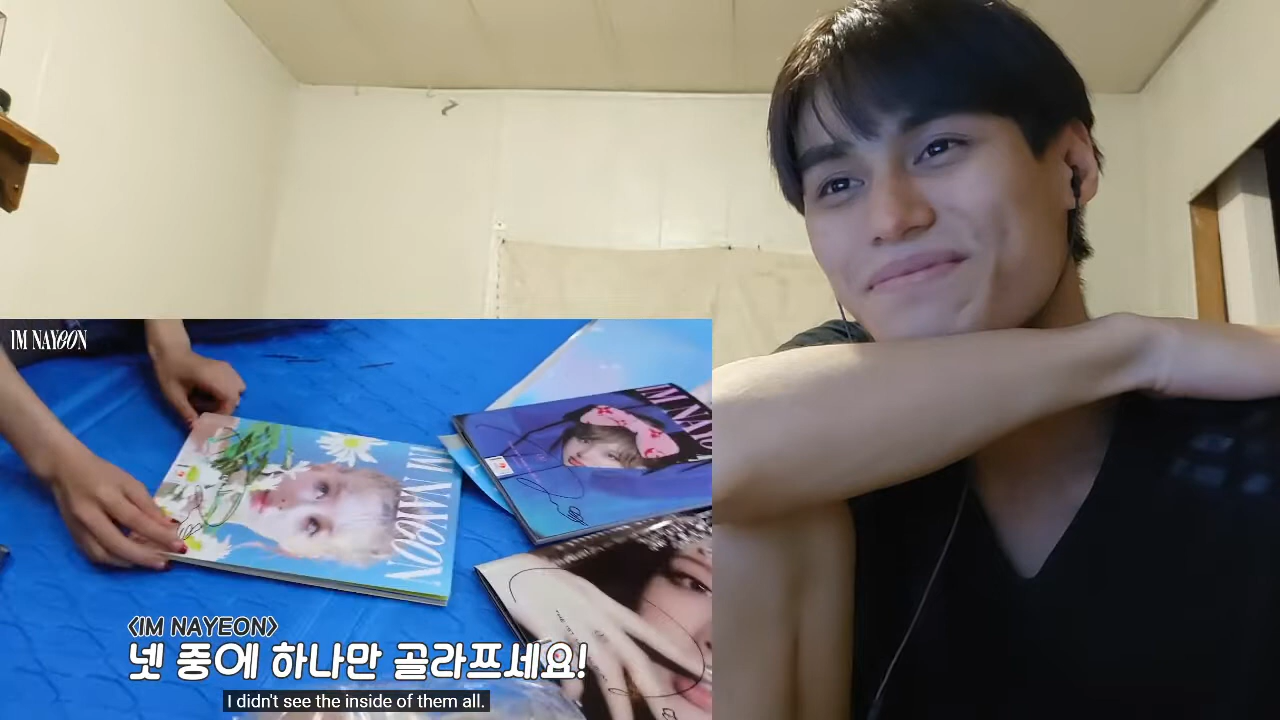 IM NAYEON
IM NAYEON
IM NAYEON
<IM NAYEON>
넷 중에 하나만 골라쯔세요!
I didn't see the inside of them all.